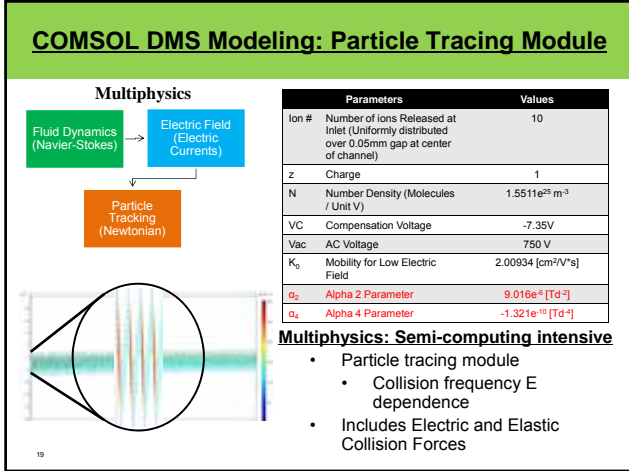 COMSOL DMS Modeling: Particle Tracing Module
Multiphysics
Fluid Dynamics
(Navier-Stokes)
Electric Field
(Electric
Currents)
Particle
Tracking
(Newtonian)
Parameters Values
Ion # Number of ions Released at 10
Inlet (Uniformly distributed
over 0.05mm gap at center
of channel)
z Charge 1
N Number Density (Molecules 1.5511e²⁵ m⁻³
/ Unit V)
VC Compensation Voltage -7.35V
Vac AC Voltage 750 V
K₀ Mobility for Low Electric 2.00934 [cm²/V*s]
Field
α₂ Alpha 2 Parameter 9.016e⁻⁶ [Td⁻²]
α₄ Alpha 4 Parameter -1.321e⁻¹⁰ [Td⁻⁴]
Multiphysics: Semi-computing intensive
• Particle tracing module
• Collision frequency E
dependence
• Includes Electric and Elastic
Collision Forces
19